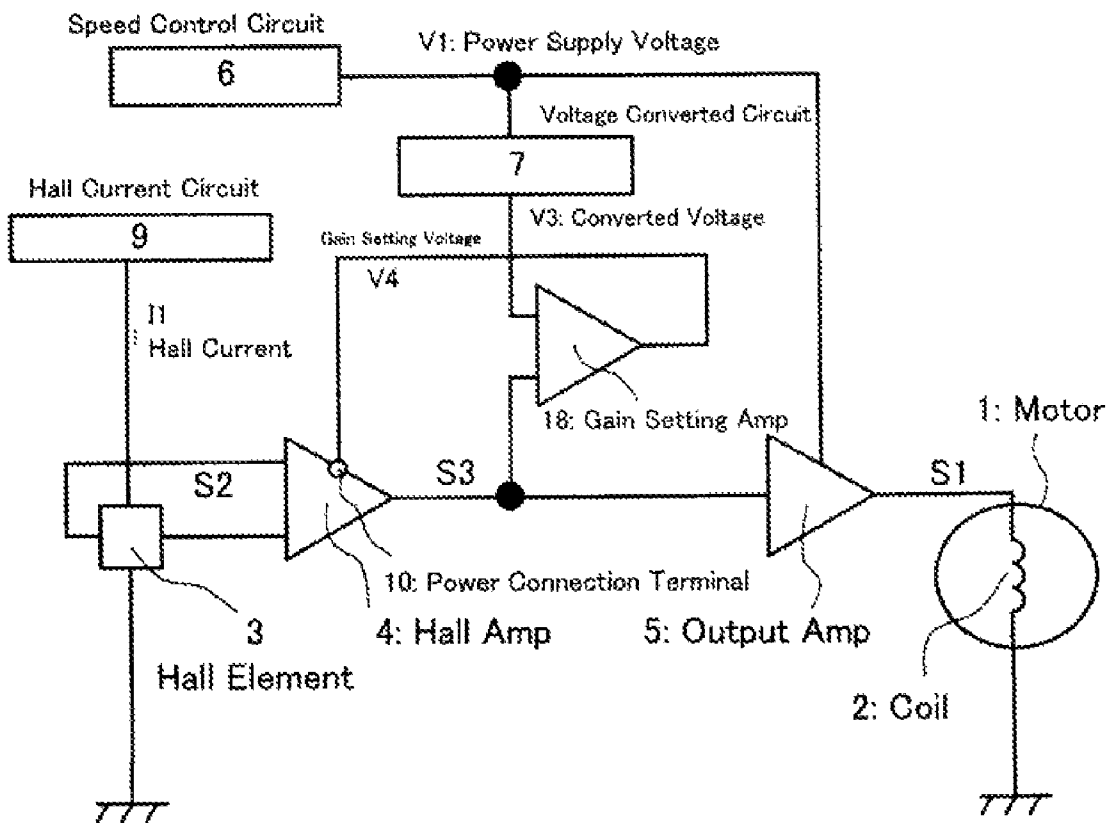 Speed Control Circuit
6
V1: Power Supply Voltage
Voltage Converted Circuit
7
Hall Current Circuit
9
V3: Converted Voltage
Gain Setting Voltage
V4
I1
Hall Current
18: Gain Setting Amp
1: Motor
S2
S3
S1
10: Power Connection Terminal
3
4: Hall Amp
5: Output Amp
Hall Element
2: Coil